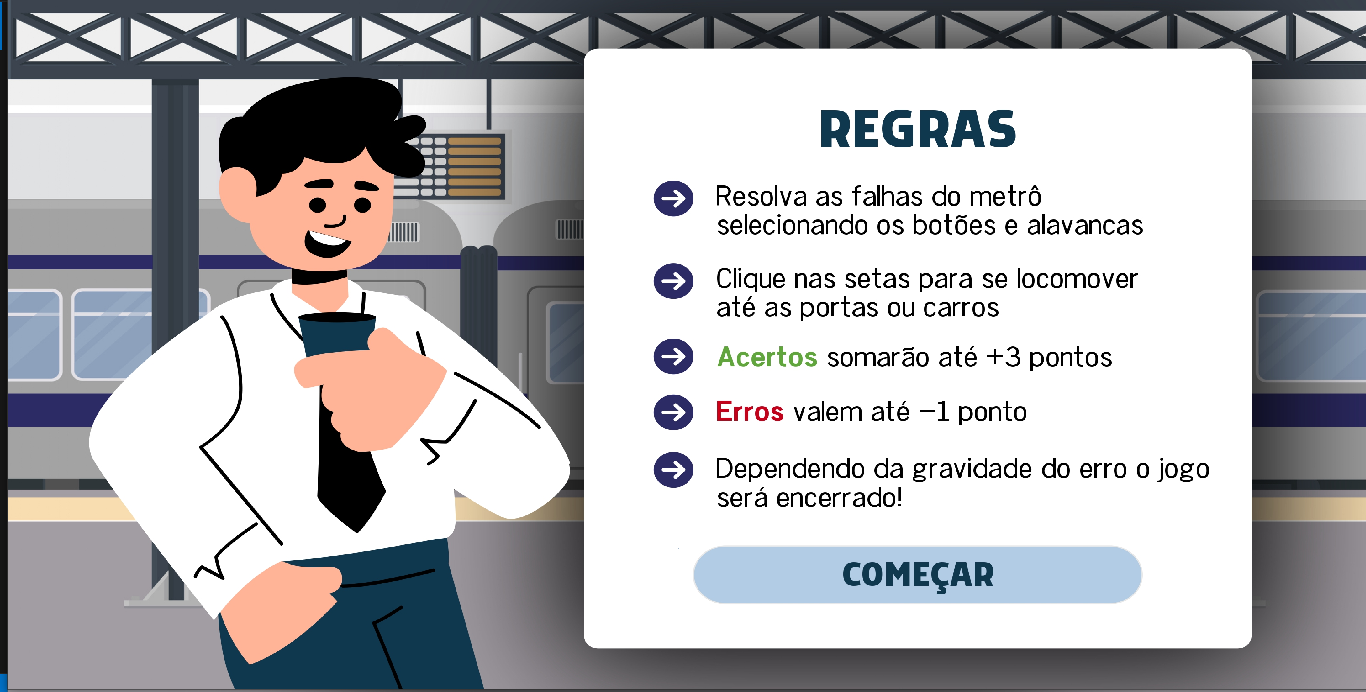 REGRAS
Resolva as falhas do metrô
selecionando os botões e alavancas
Clique nas setas para se locomover
até as portas ou carros
Acertos somarão até +3 pontos
Erros valem até –1 ponto
Dependendo da gravidade do erro o jogo
será encerrado!
COMEÇAR